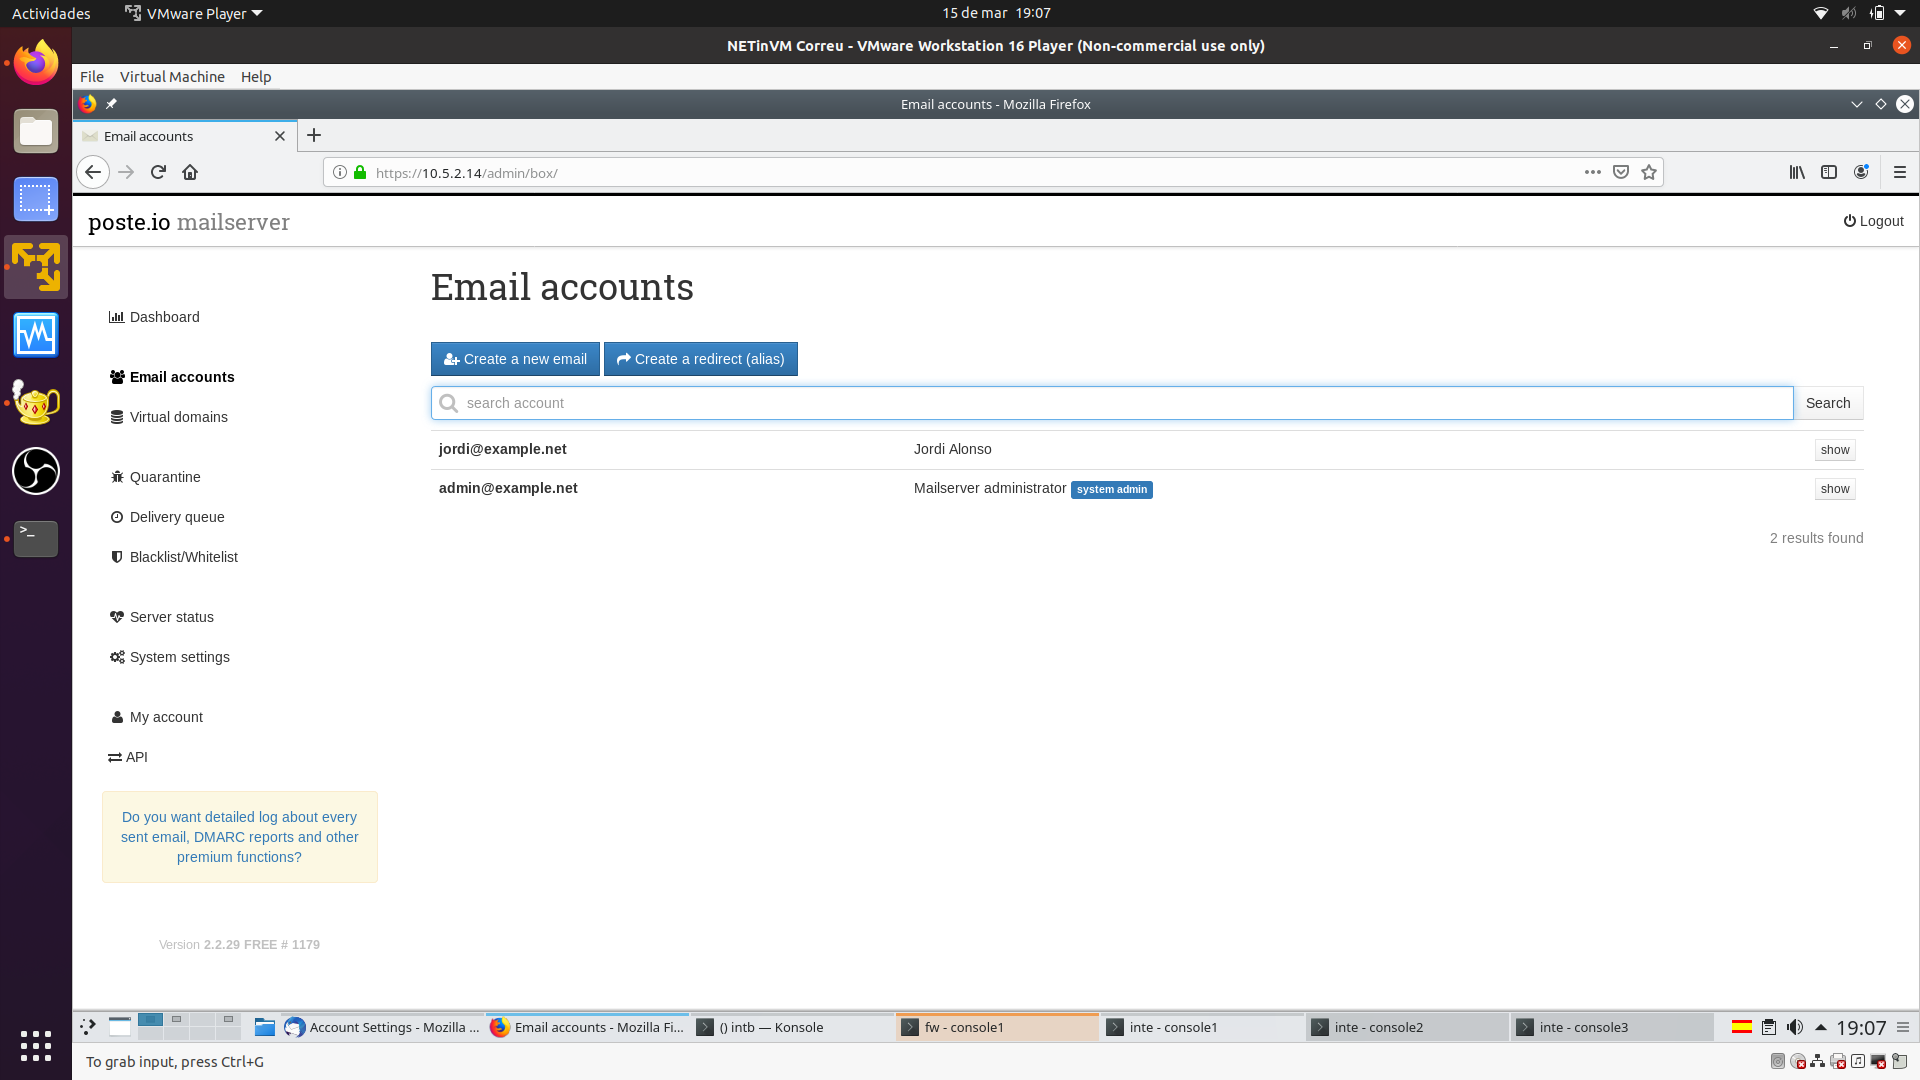 Actividades
VMware Player
15 de mar 19:07
NETinVM Correu - VMware Workstation 16 Player (Non-commercial use only)
File Virtual Machine Help
Email accounts - Mozilla Firefox
Email accounts
https://10.5.2.14/admin/box/
poste.io mailserver
Logout
Email accounts
Dashboard
Email accounts
Virtual domains
Quarantine
Delivery queue
Blacklist/Whitelist
Server status
System settings
My account
API
Do you want detailed log about every
sent email, DMARC reports and other
premium functions?
Version 2.2.29 FREE # 1179
Create a new email
Create a redirect (alias)
search account
Search
jordi@example.net Jordi Alonso show
admin@example.net Mailserver administrator system admin show
2 results found
Account Settings - Mozilla ...
Email accounts - Mozilla Fi...
() intb — Konsole
fw - console1
inte - console1
inte - console2
inte - console3
19:07
To grab input, press Ctrl+G